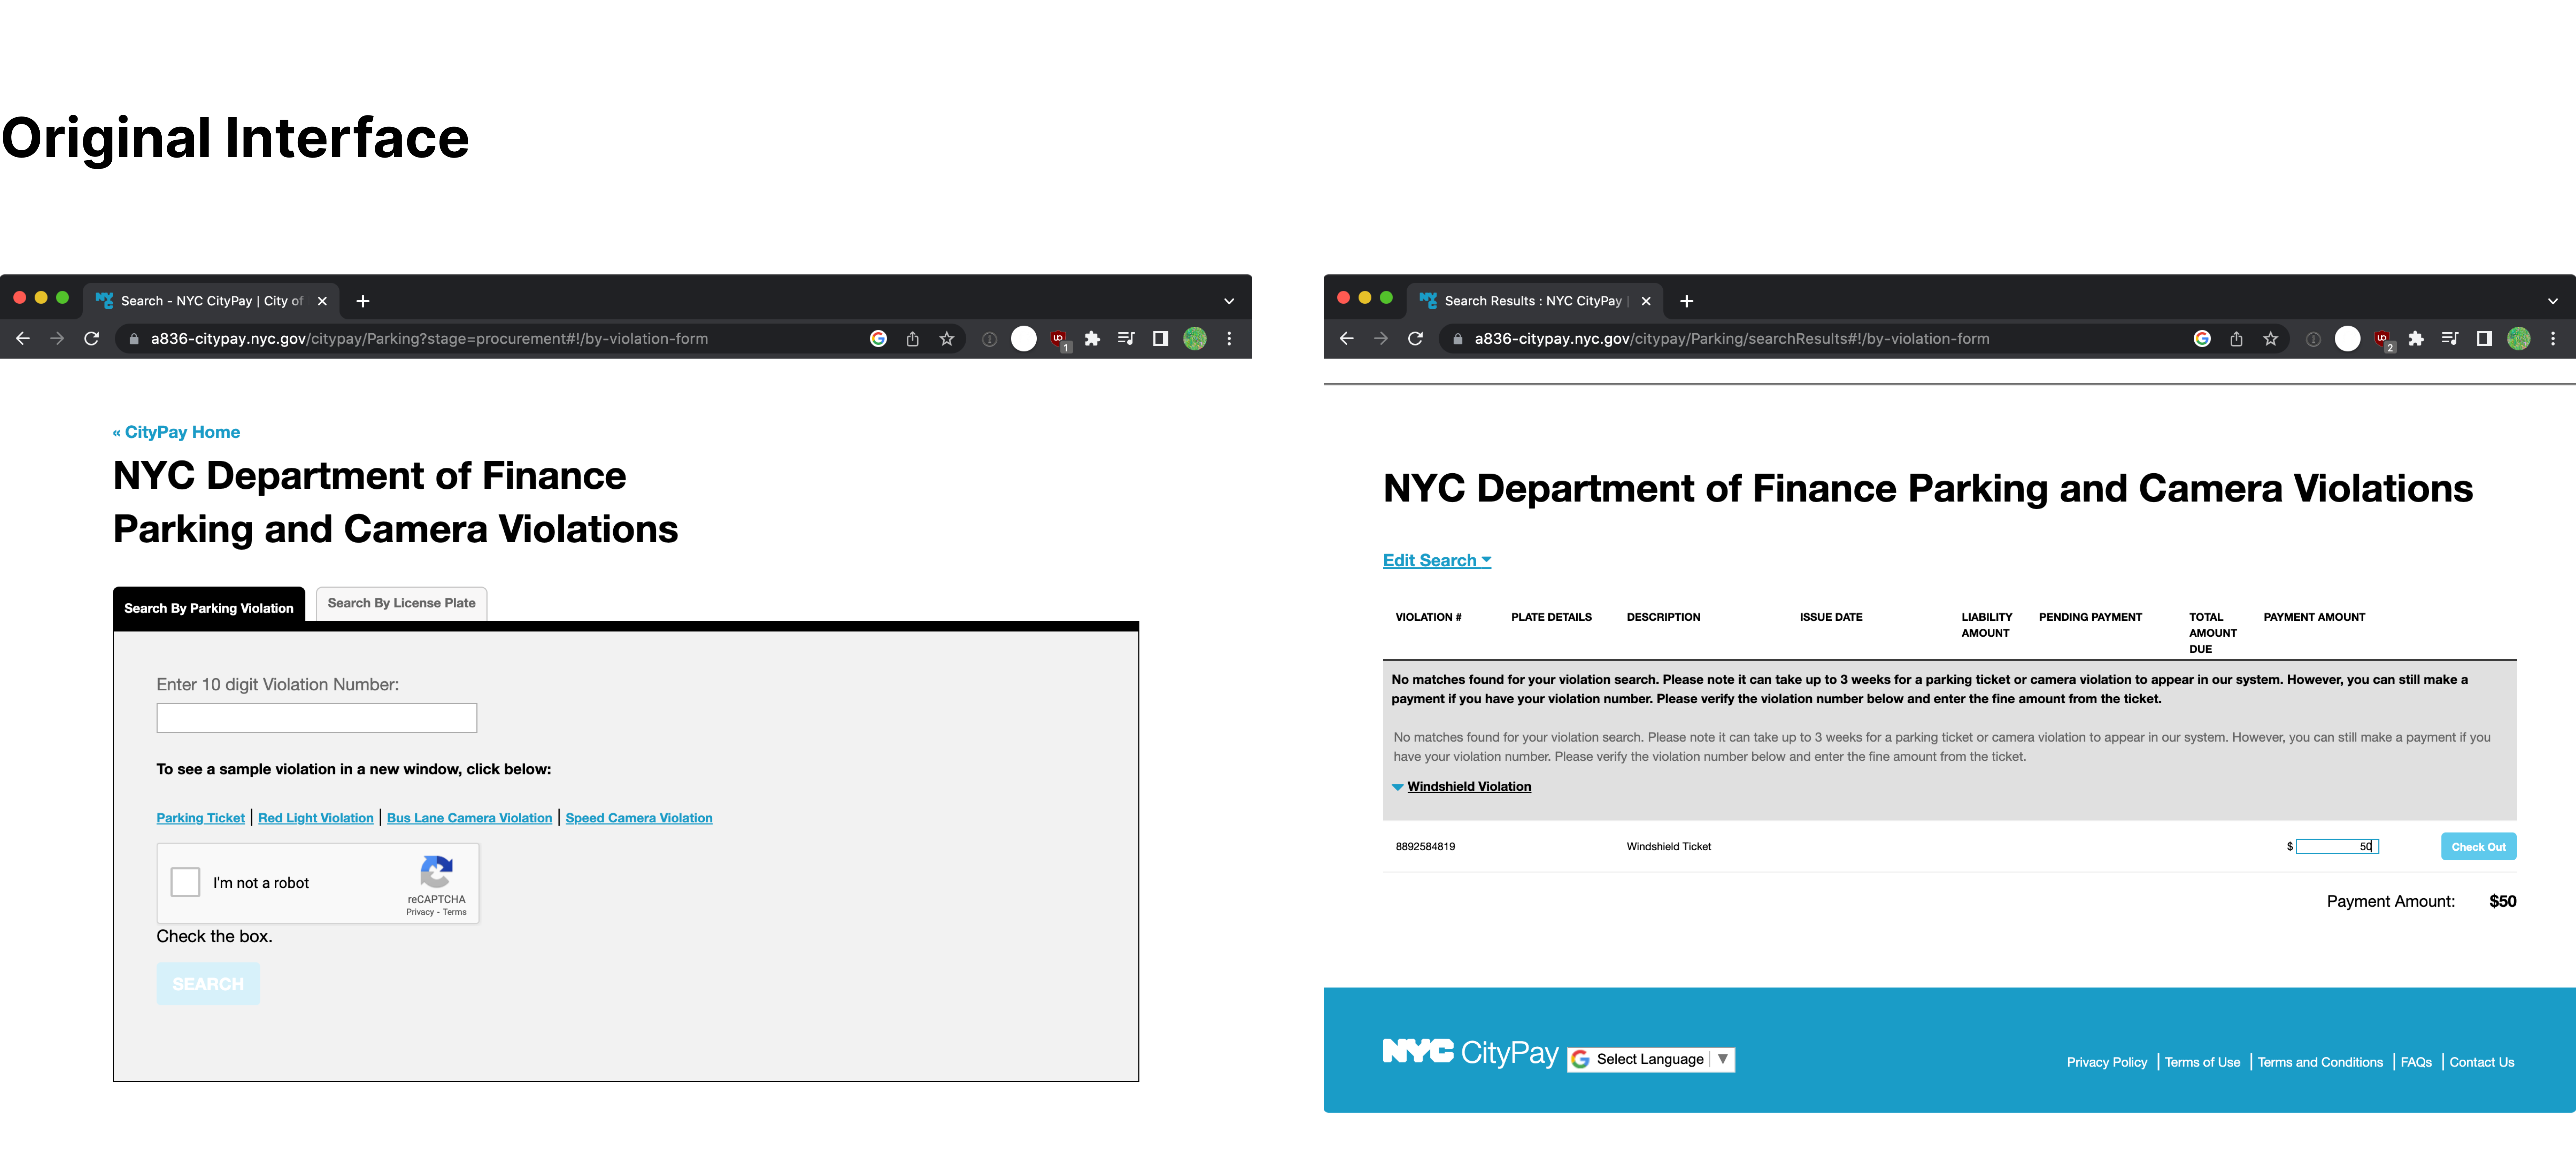 Original Interface
Search - NYC CityPay | City of
a836-citypay.nyc.gov/citypay/Parking?stage=procurement#!/by-violation-form
1
« CityPay Home
NYC Department of Finance
Parking and Camera Violations
Search By Parking Violation
Search By License Plate
Enter 10 digit Violation Number:
To see a sample violation in a new window, click below:
Parking Ticket | Red Light Violation | Bus Lane Camera Violation | Speed Camera Violation
I'm not a robot
reCAPTCHA
Privacy - Terms
Check the box.
SEARCH
Search Results : NYC CityPay |
a836-citypay.nyc.gov/citypay/Parking/searchResults#!/by-violation-form
2
NYC Department of Finance Parking and Camera Violations
Edit Search
VIOLATION # PLATE DETAILS DESCRIPTION ISSUE DATE LIABILITY AMOUNT PENDING PAYMENT TOTAL AMOUNT DUE PAYMENT AMOUNT
No matches found for your violation search. Please note it can take up to 3 weeks for a parking ticket or camera violation to appear in our system. However, you can still make a
payment if you have your violation number. Please verify the violation number below and enter the fine amount from the ticket.
No matches found for your violation search. Please note it can take up to 3 weeks for a parking ticket or camera violation to appear in our system. However, you can still make a payment if you
have your violation number. Please verify the violation number below and enter the fine amount from the ticket.
Windshield Violation
8892584819 Windshield Ticket $ 50 Check Out
Payment Amount: $50
NYC CityPay
Select Language
Privacy Policy | Terms of Use | Terms and Conditions | FAQs | Contact Us